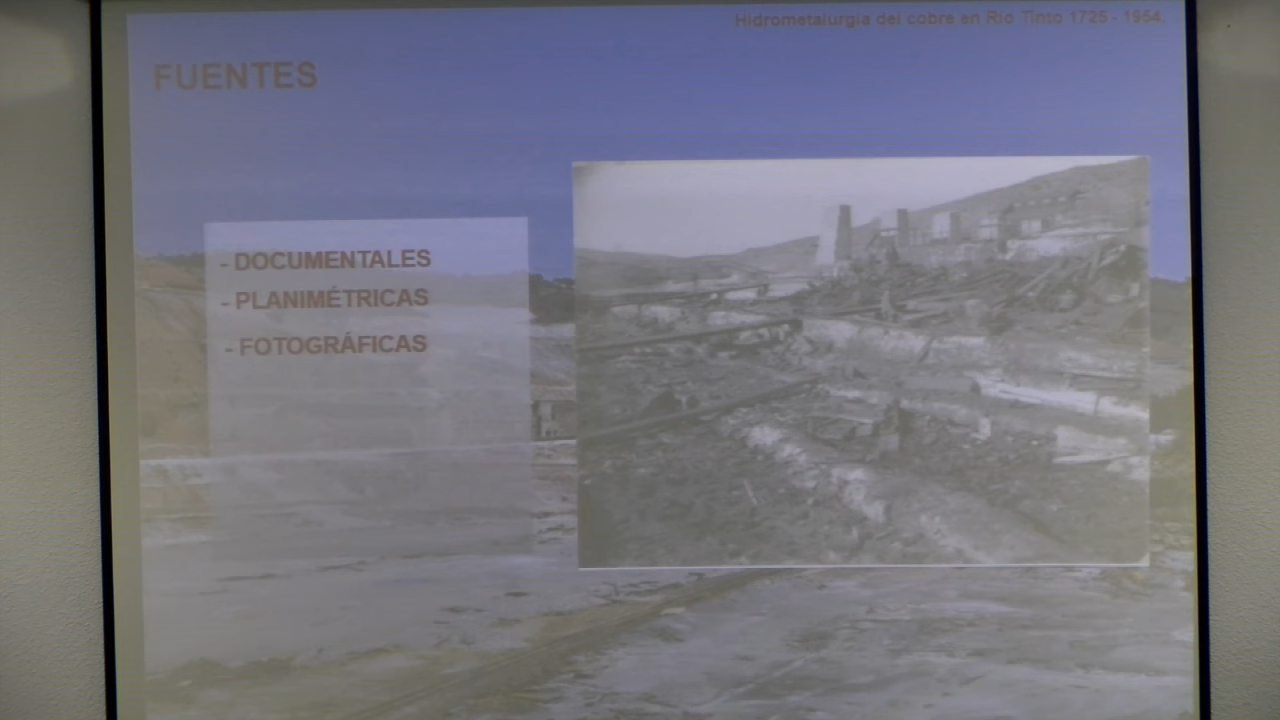 Hidrometalurgia del cobre en Río Tinto 1725 - 1954.
FUENTES
- DOCUMENTALES
- PLANIMÉTRICAS
- FOTOGRÁFICAS